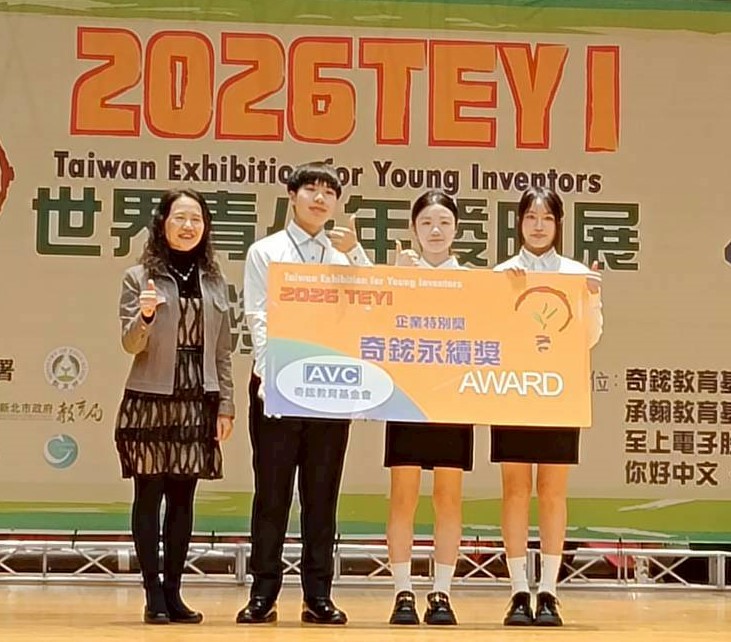 2026TEYI
Taiwan Exhibition for Young Inventors
世界青少年發明展
Taiwan Exhibition for Young Inventors
2026 TEYI
企業特別獎
奇鋐永續獎
AWARD
AVC
奇鋐教育基金會
署
新北市政府教育局
位：奇鋐教育基
承翰教育基
至上電子股
你好中文